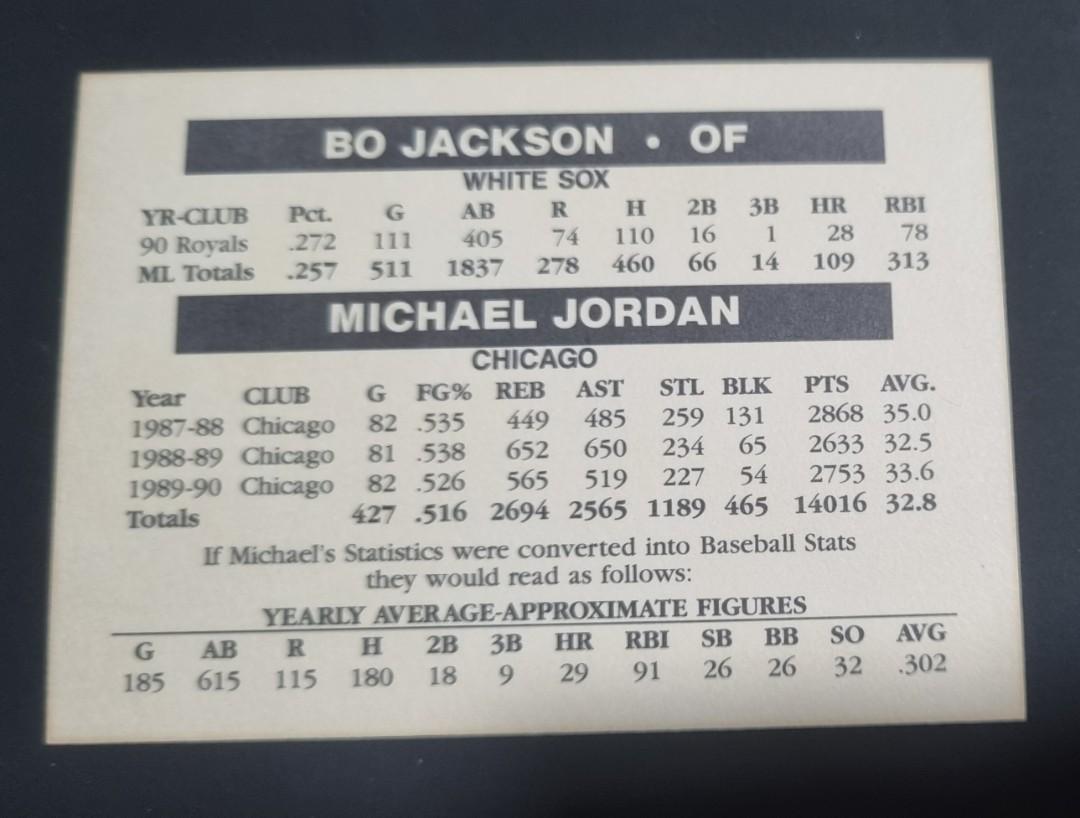 BO JACKSON • OF
WHITE SOX
YR-CLUB Pct. G AB R H 2B 3B HR RBI
90 Royals .272 111 405 74 110 16 1 28 78
ML Totals .257 511 1837 278 460 66 14 109 313
MICHAEL JORDAN
CHICAGO
Year CLUB G FG% REB AST STL BLK PTS AVG.
1987-88 Chicago 82 .535 449 485 259 131 2868 35.0
1988-89 Chicago 81 .538 652 650 234 65 2633 32.5
1989-90 Chicago 82 .526 565 519 227 54 2753 33.6
Totals 427 .516 2694 2565 1189 465 14016 32.8
If Michael's Statistics were converted into Baseball Stats
they would read as follows:
YEARLY AVERAGE-APPROXIMATE FIGURES
G AB R H 2B 3B HR RBI SB BB SO AVG
185 615 115 180 18 9 29 91 26 26 32 .302